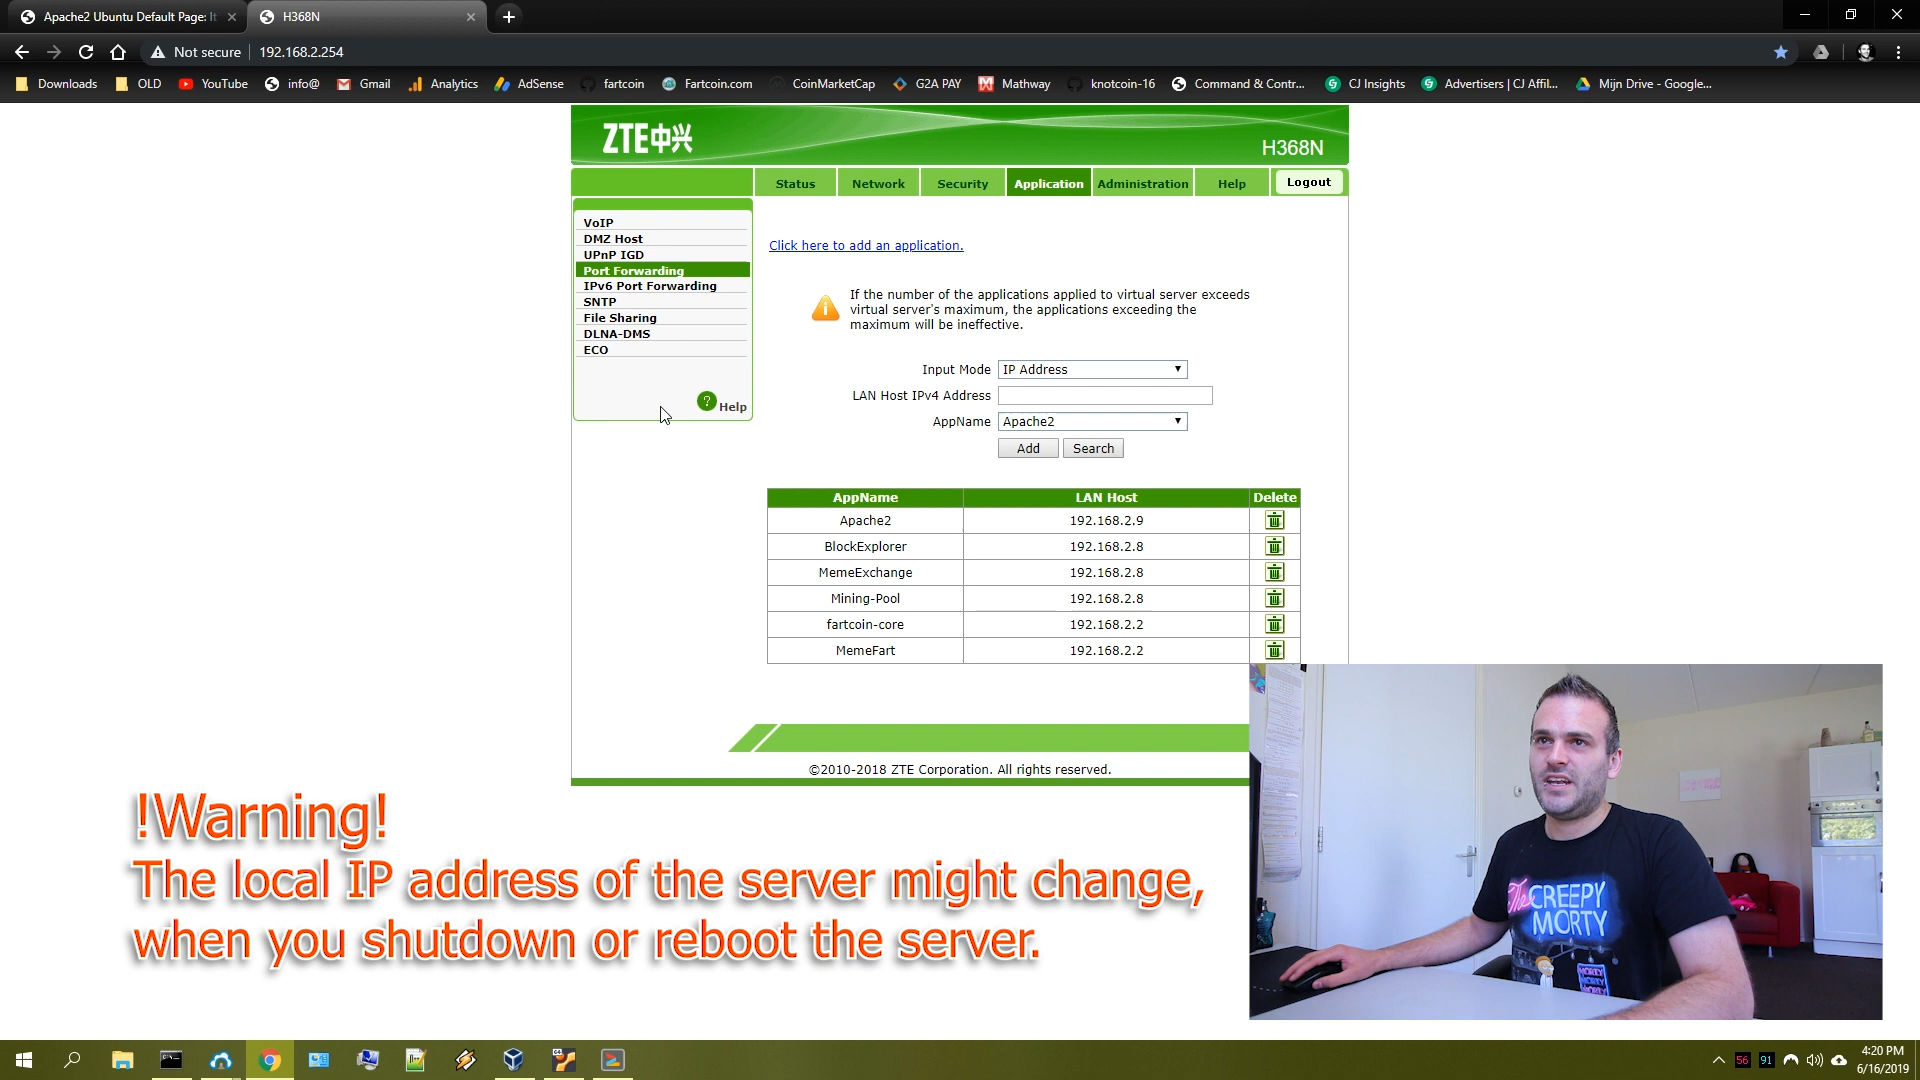 Apache2 Ubuntu Default Page: It
H368N
Not secure
192.168.2.254
Downloads
OLD
YouTube
info@
Gmail
Analytics
AdSense
fartcoin
Fartcoin.com
CoinMarketCap
G2A PAY
Mathway
knotcoin-16
Command & Contr...
CJ Insights
Advertisers | CJ Affil...
Mijn Drive - Google...
ZTE中兴
H368N
Status
Network
Security
Application
Administration
Help
Logout
VoIP
DMZ Host
UPnP IGD
Port Forwarding
IPv6 Port Forwarding
SNTP
File Sharing
DLNA-DMS
ECO
? Help
Click here to add an application.
If the number of the applications applied to virtual server exceeds
virtual server's maximum, the applications exceeding the
maximum will be ineffective.
Input Mode IP Address
LAN Host IPv4 Address
AppName Apache2
Add Search
AppName LAN Host Delete
Apache2 192.168.2.9
BlockExplorer 192.168.2.8
MemeExchange 192.168.2.8
Mining-Pool 192.168.2.8
fartcoin-core 192.168.2.2
MemeFart 192.168.2.2
©2010-2018 ZTE Corporation. All rights reserved.
!Warning!
The local IP address of the server might change,
when you shutdown or reboot the server.
The CREEPY
MORTY
MORTY
MORTY
MORTY
56
91
4:20 PM
6/16/2019